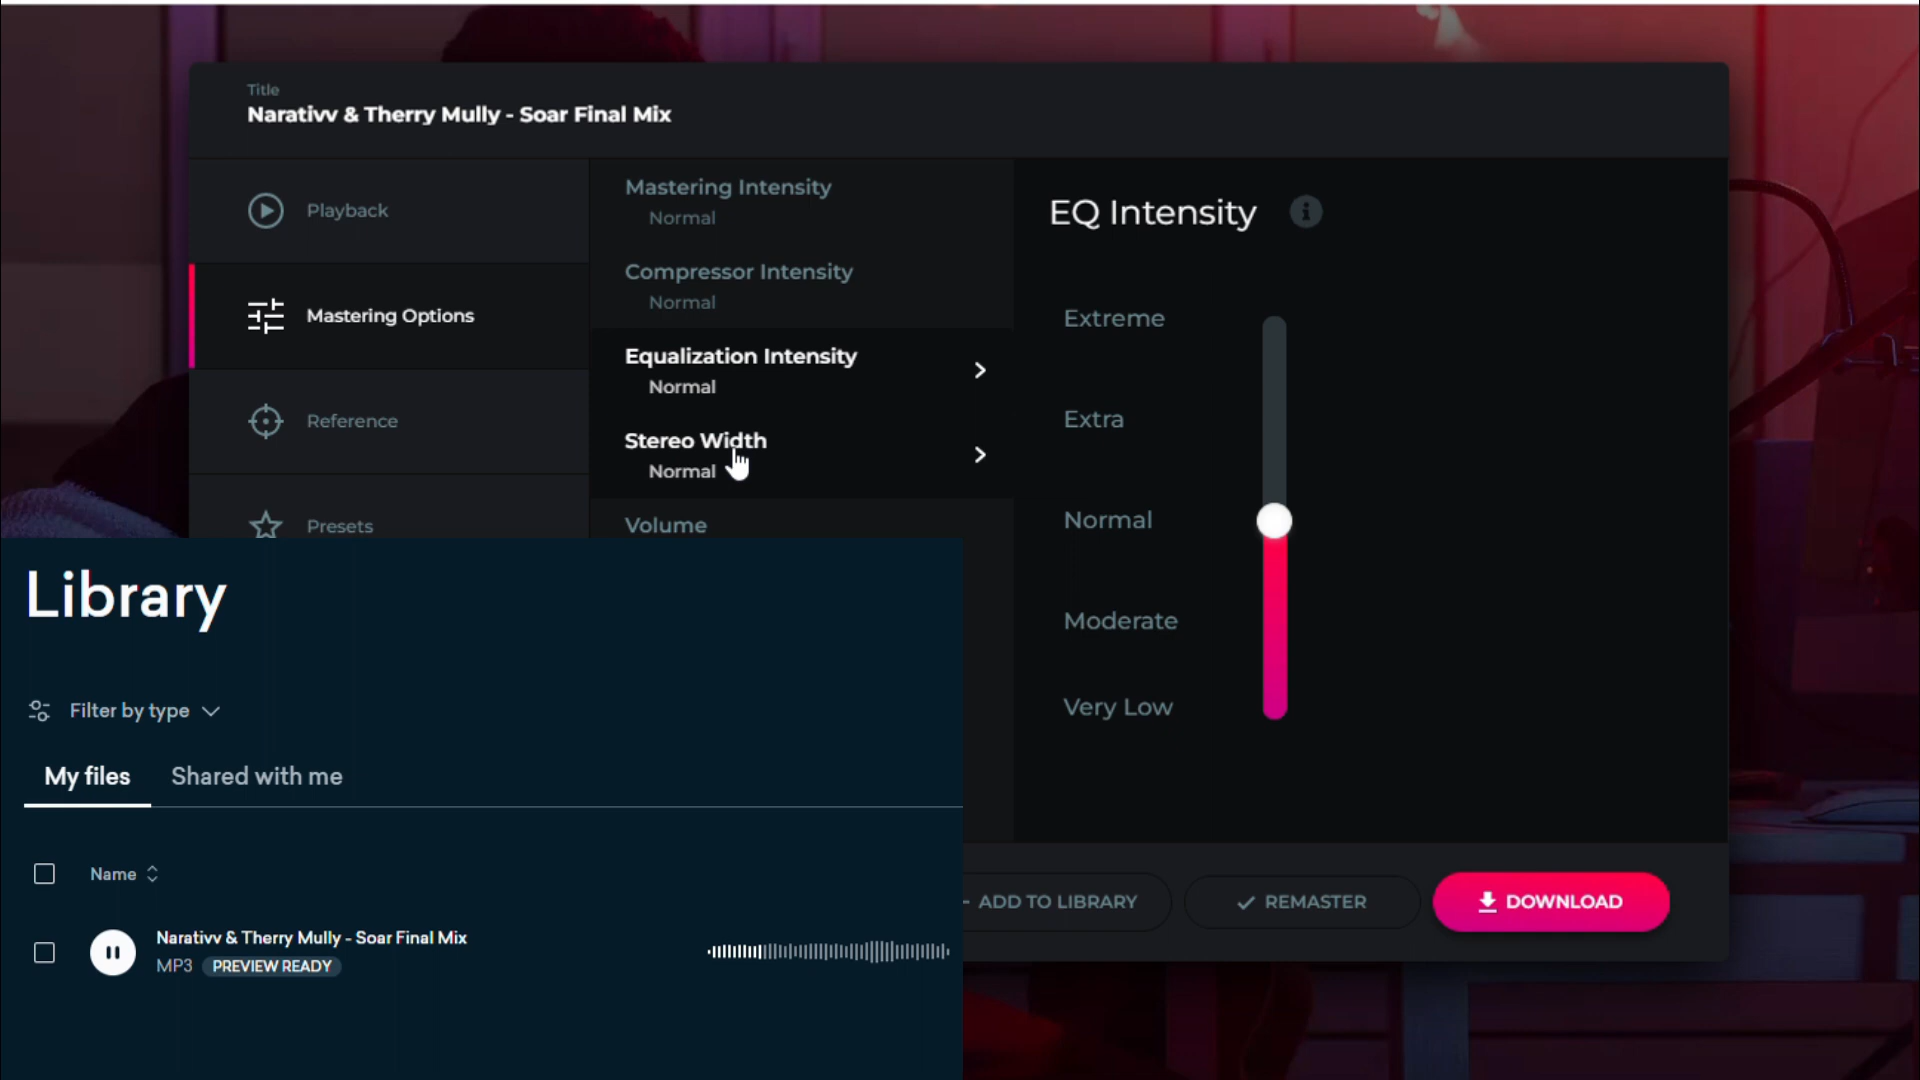 Title
Narativv & Therry Mully - Soar Final Mix
Playback
Mastering Options
Reference
Presets
Mastering Intensity
Normal
Compressor Intensity
Normal
Equalization Intensity
Normal
Stereo Width
Normal
Volume
EQ Intensity
Extreme
Extra
Normal
Moderate
Very Low
ADD TO LIBRARY
REMASTER
DOWNLOAD
Library
Filter by type
My files
Shared with me
Name
Narativv & Therry Mully - Soar Final Mix
MP3 PREVIEW READY